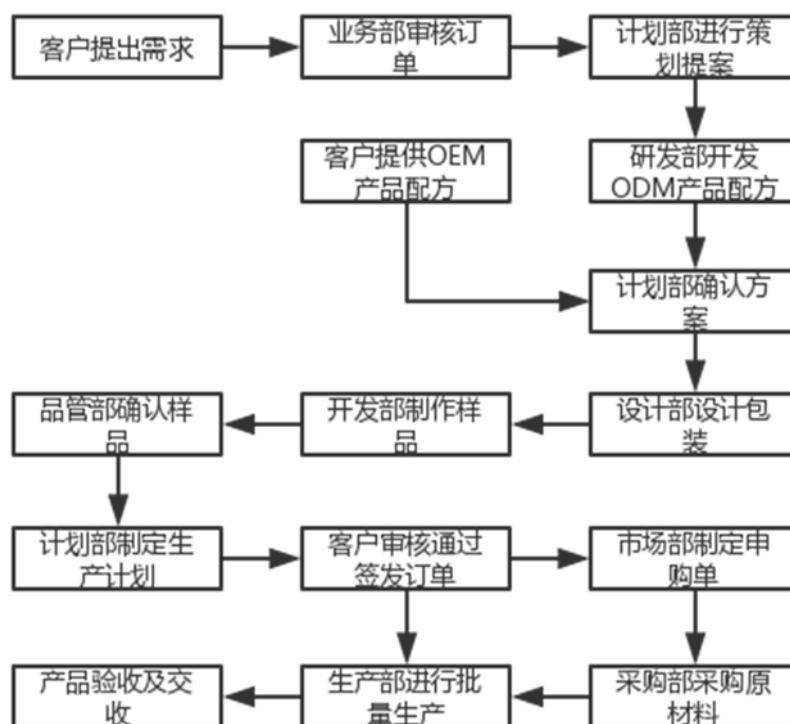 客户提出需求
业务部审核订
单
计划部进行策
划提案
客户提供OEM
产品配方
研发部开发
ODM产品配方
计划部确认方
案
品管部确认样
品
开发部制作样
品
设计部设计包
装
计划部制定生
产计划
客户审核通过
签发订单
市场部制定申
购单
产品验收及交
收
生产部进行批
量生产
采购部采购原
材料